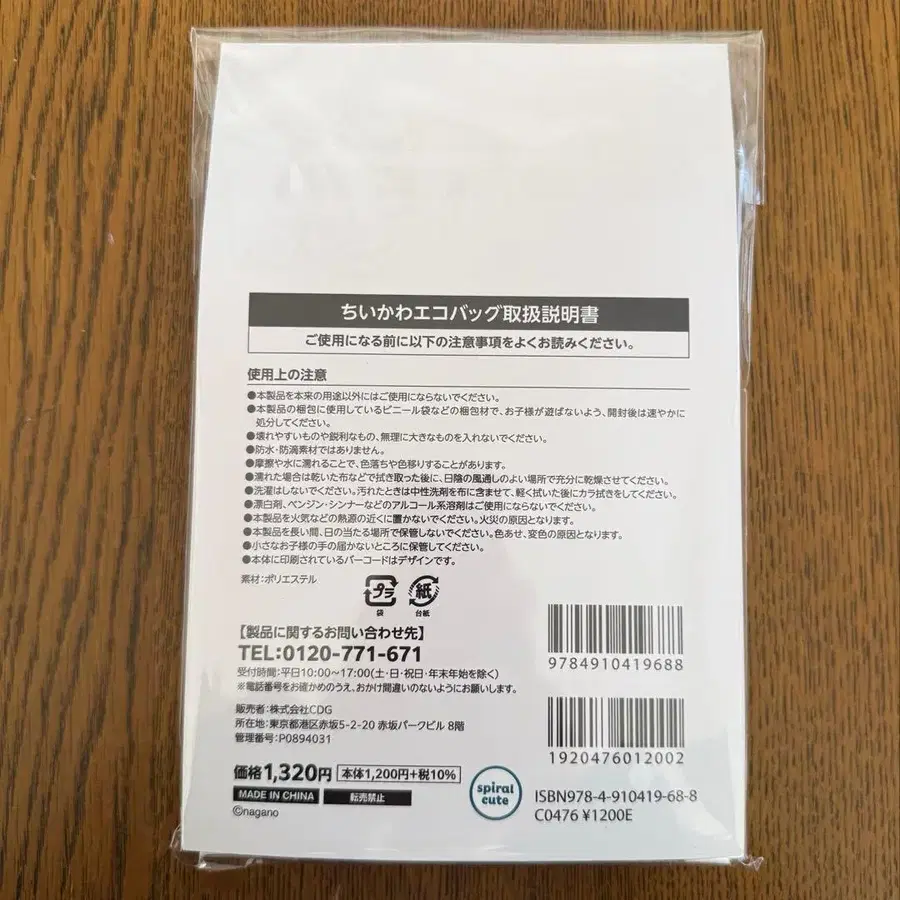 ちいかわエコバッグ取扱説明書
ご使用になる前に以下の注意事項をよくお読みください。
使用上の注意
●本製品を本来の用途以外にはご使用にならないでください。
●本製品の梱包に使用しているビニール袋などの梱包材で、お子様が遊ばないよう、開封後は速やかに
処分してください。
●壊れやすいものや鋭利なもの、無理に大きなものを入れないでください。
●防水・防滴素材ではありません。
●摩擦や水に濡れることで、色落ちや色移りすることがあります。
●濡れた場合は乾いた布などで拭き取った後に、日陰の風通しのよい場所で充分に乾燥させてください。
●洗濯はしないでください。汚れたときは中性洗剤を布に含ませて、軽く拭いた後にカラ拭きをしてください。
●漂白剤、ベンジン・シンナーなどのアルコール系溶剤はご使用にならないでください。
●本製品を火気などの熱源の近くに置かないでください。火災の原因となります。
●本製品を長い間、日の当たる場所で保管しないでください。色あせ、変色の原因となります。
●小さなお子様の手の届かないところに保管してください。
●本体に印刷されているバーコードはデザインです。
素材:ポリエステル
プラ 紙
袋 台紙
【製品に関するお問い合わせ先】
TEL:0120-771-671
受付時間:平日10:00~17:00(土・日・祝日・年末年始を除く)
※電話番号をお確かめのうえ、おかけ間違いのないようにお願いします。
販売者:株式会社CDG
所在地:東京都港区赤坂5-2-20 赤坂パークビル 8階
管理番号:P0894031
価格1,320円 本体1,200円+税10%
MADE IN CHINA 転売禁止
©nagano
spiral
cute
9784910419688
1920476012002
ISBN978-4-910419-68-8
C0476 ¥1200E